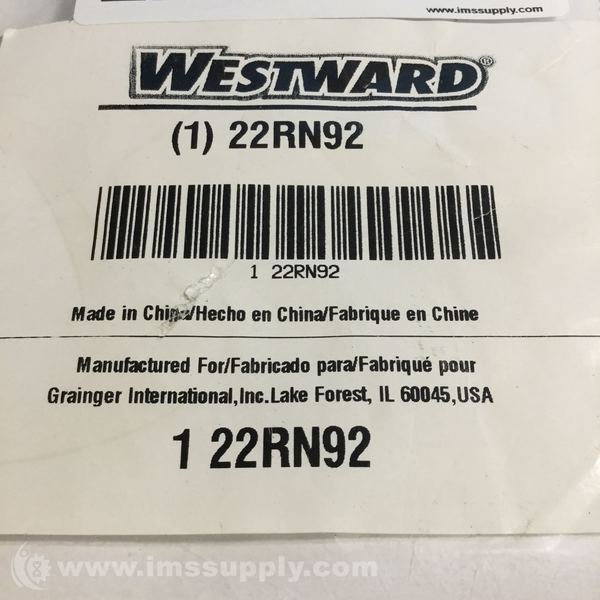 www.imssupply.com
WESTWARD®
(1) 22RN92
1 22RN92
Made in China/Hecho en China/Fabrique en Chine
Manufactured For/Fabricado para/Fabriqué pour
Grainger International,Inc.Lake Forest, IL 60045,USA
1 22RN92
www.imssupply.com